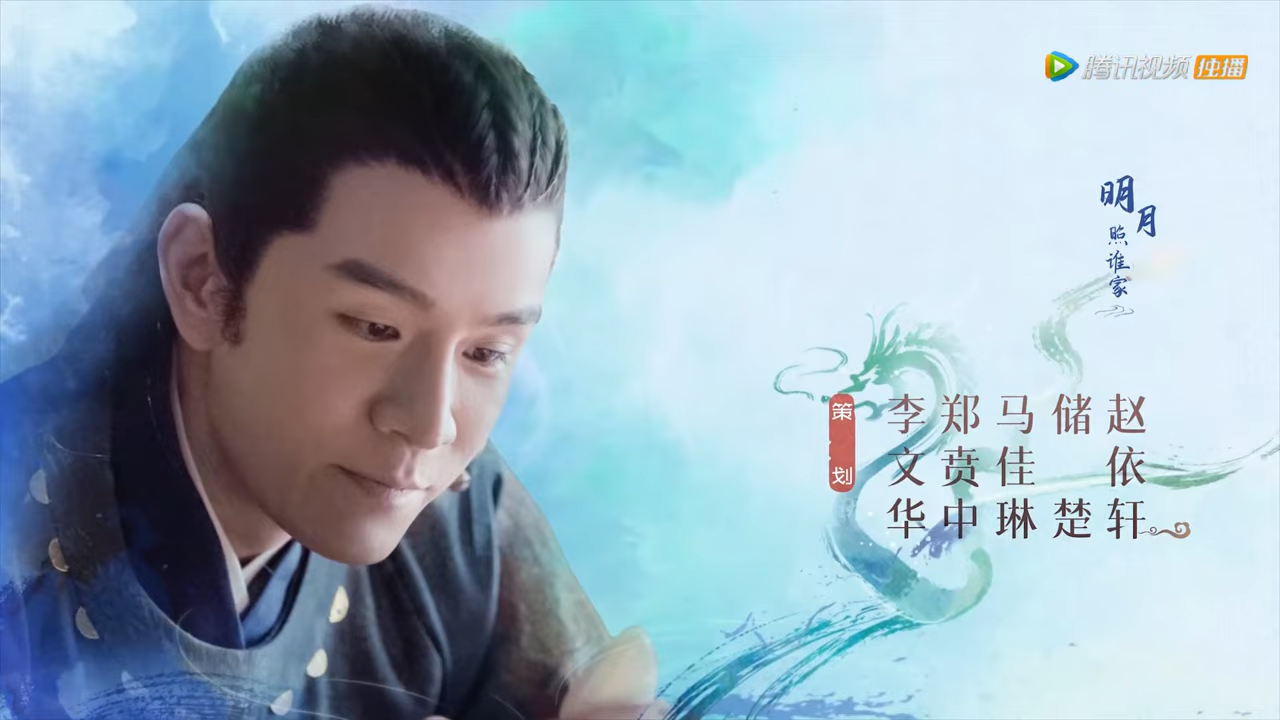 腾讯视频 独播
明月
照谁家
策划
李文华
郑贲中
马佳琳
储楚
赵依轩